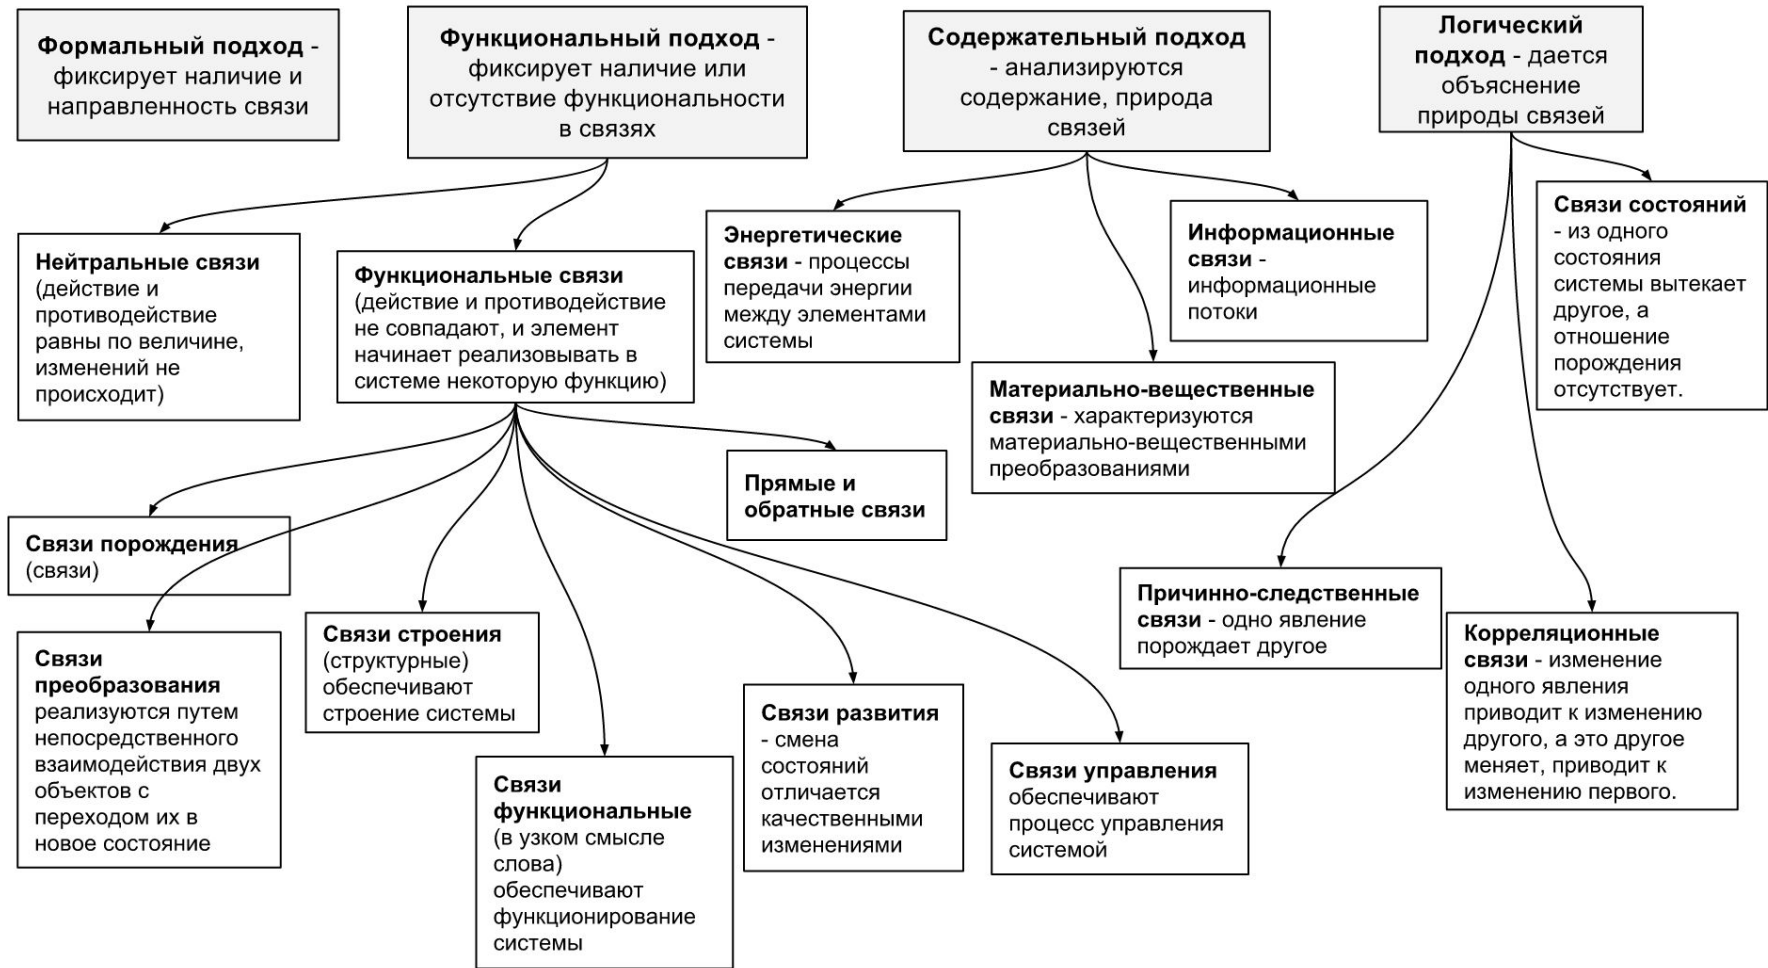 Формальный подход -
фиксирует наличие и
направленность связи
Функциональный подход -
фиксирует наличие или
отсутствие функциональности
в связях
Содержательный подход
- анализируются
содержание, природа
связей
Логический
подход - дается
объяснение
природы связей
Нейтральные связи
(действие и
противодействие
равны по величине,
изменений не
происходит)
Функциональные связи
(действие и противодействие
не совпадают, и элемент
начинает реализовывать в
системе некоторую функцию)
Энергетические
связи - процессы
передачи энергии
между элементами
системы
Информационные
связи -
информационные
потоки
Связи состояний
- из одного
состояния
системы вытекает
другое, а
отношение
порождения
отсутствует.
Материально-вещественные
связи - характеризуются
материально-вещественными
преобразованиями
Прямые и
обратные связи
Связи порождения
(связи)
Связи
преобразования
реализуются путем
непосредственного
взаимодействия двух
объектов с
переходом их в
новое состояние
Связи строения
(структурные)
обеспечивают
строение системы
Связи
функциональные
(в узком смысле
слова)
обеспечивают
функционирование
системы
Связи развития
- смена
состояний
отличается
качественными
изменениями
Связи управления
обеспечивают
процесс управления
системой
Причинно-следственные
связи - одно явление
порождает другое
Корреляционные
связи - изменение
одного явления
приводит к изменению
другого, а это другое
меняет, приводит к
изменению первого.